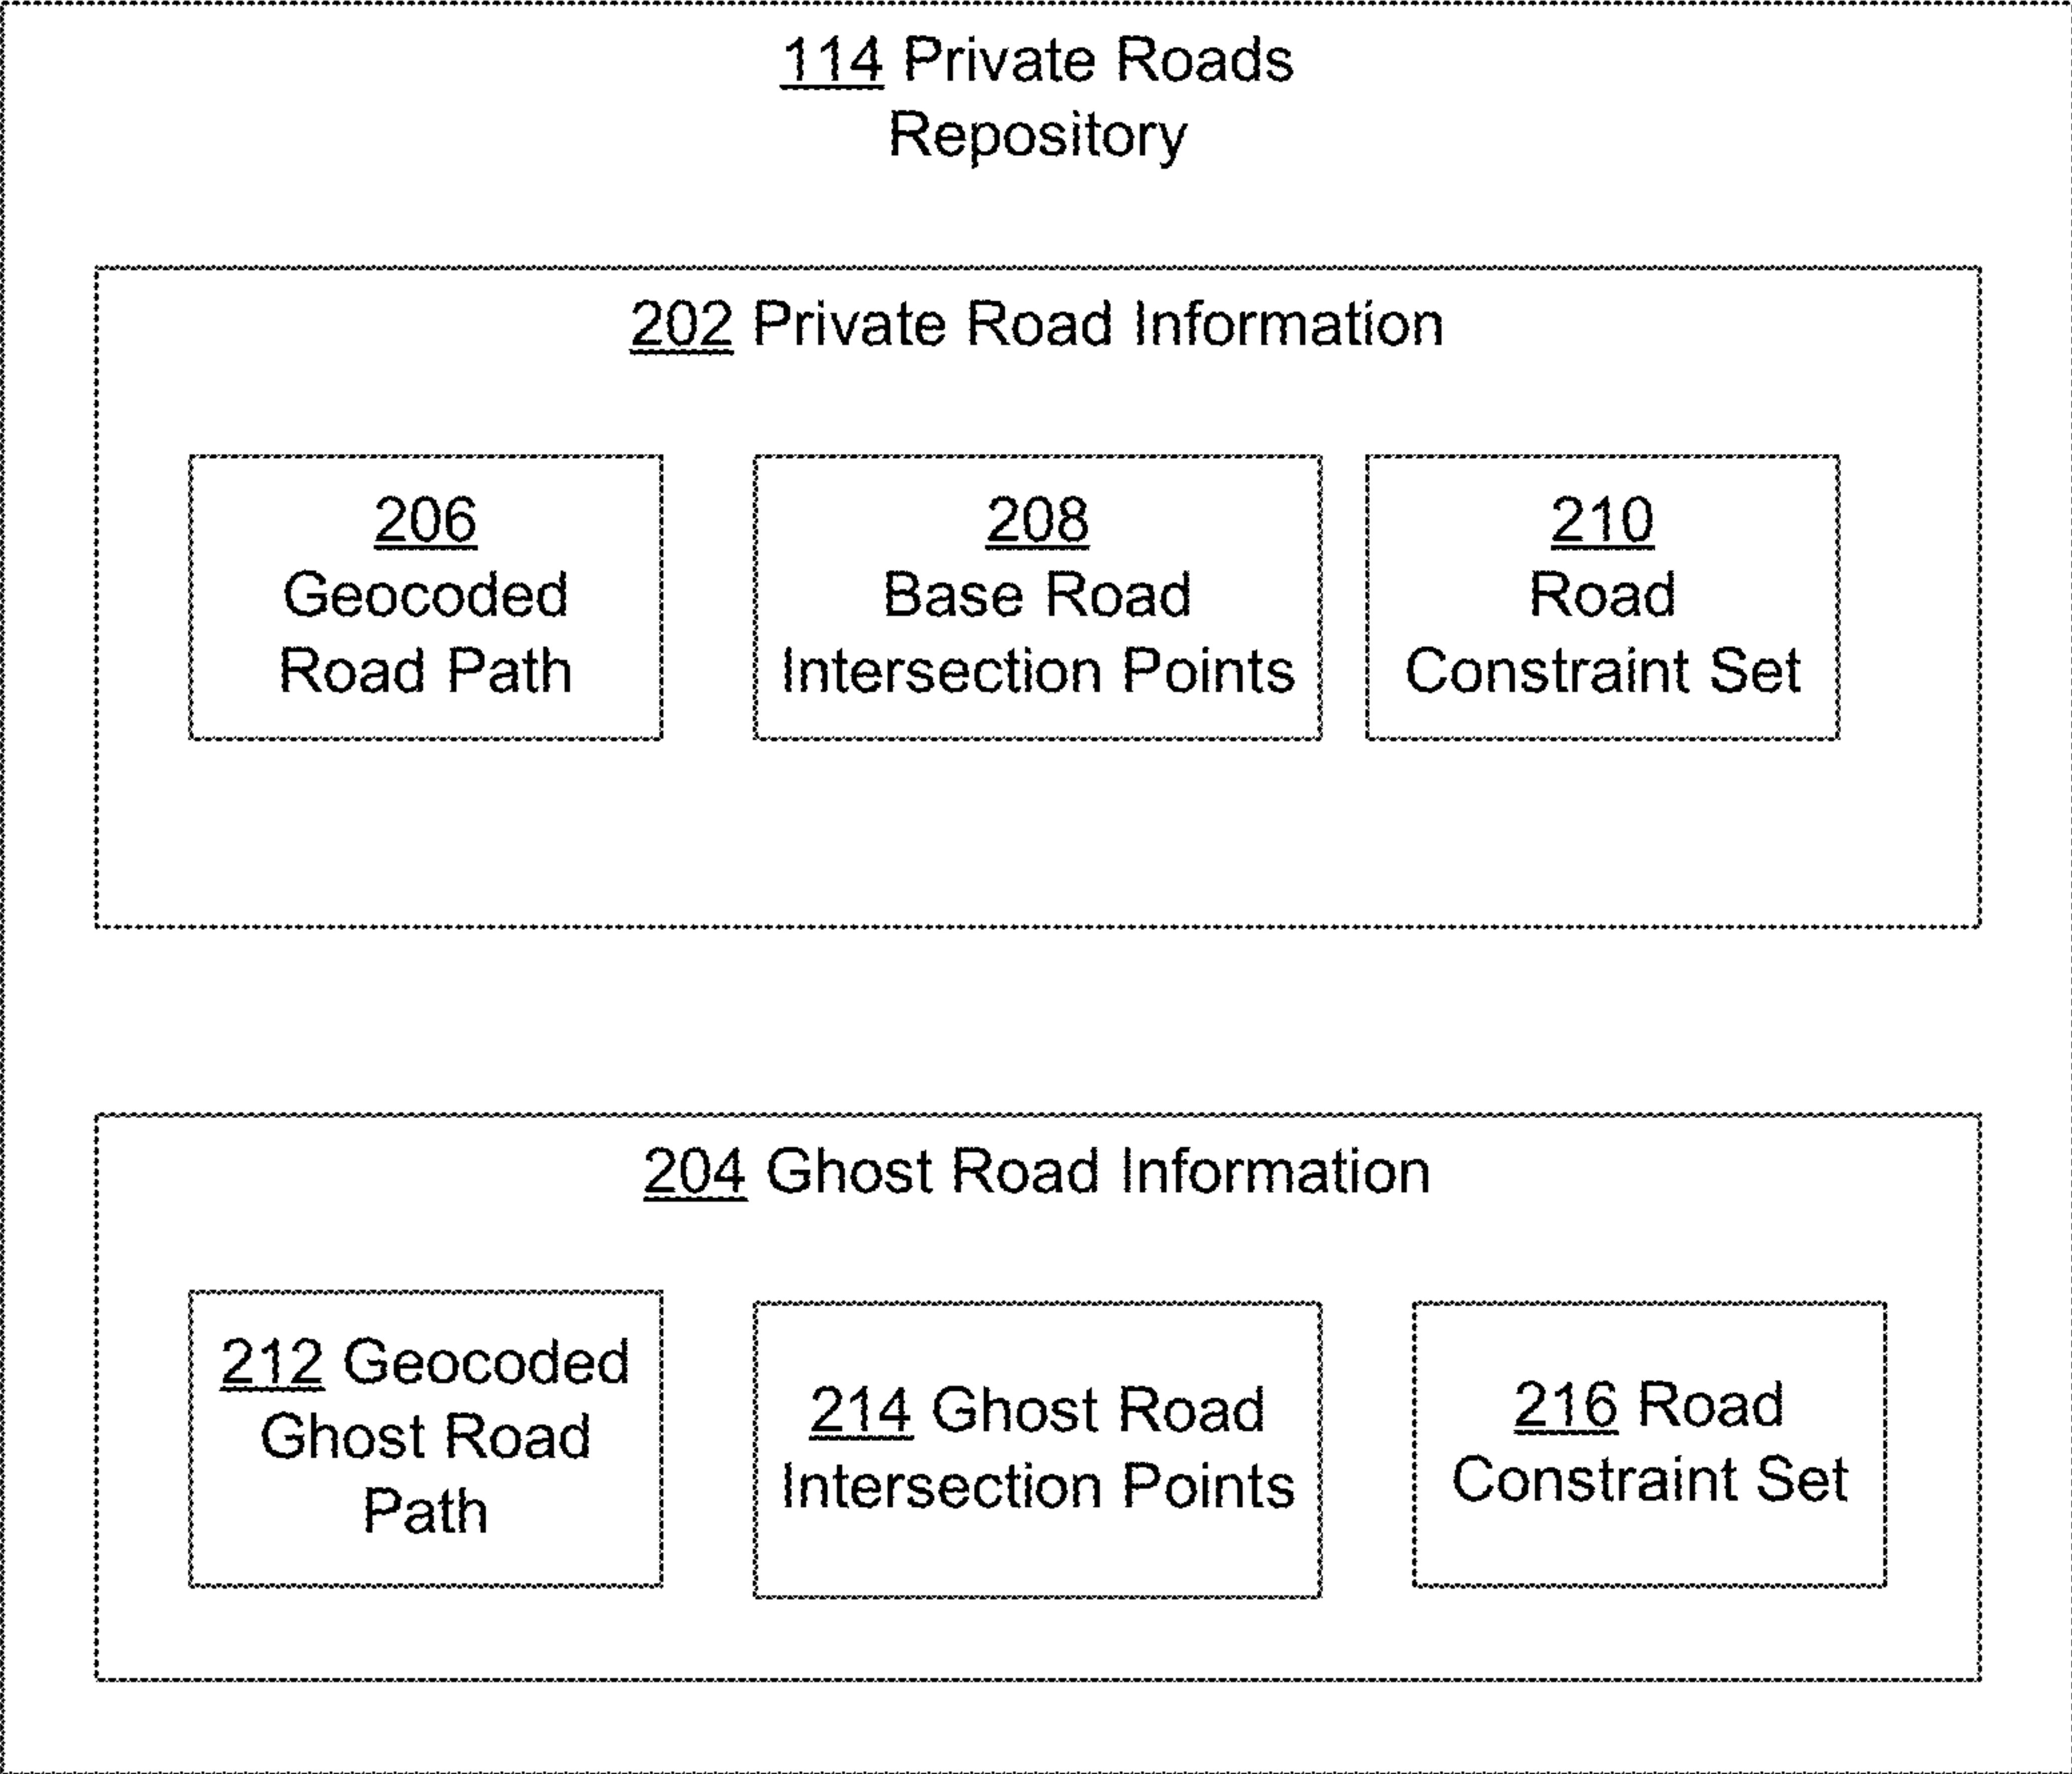 114 Private Roads
Repository
202 Private Road Information
206
Geocoded
Road Path
208
Base Road
Intersection Points
210
Road
Constraint Set
204 Ghost Road Information
212 Geocoded
Ghost Road
Path
214 Ghost Road
Intersection Points
216 Road
Constraint Set